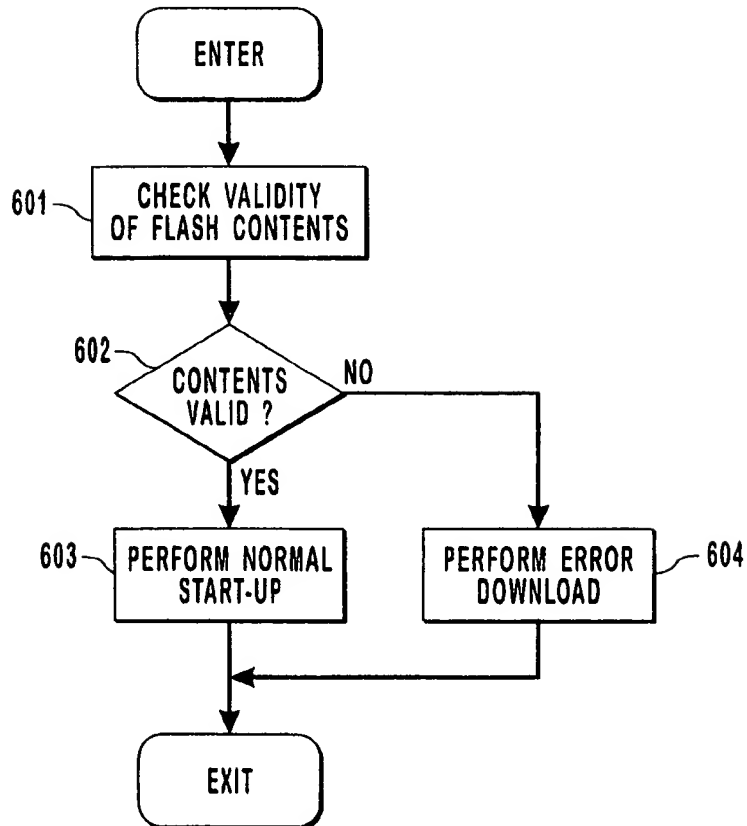 ENTER
601
CHECK VALIDITY
OF FLASH CONTENTS
602
CONTENTS
VALID ?
NO
YES
603
PERFORM NORMAL
START-UP
PERFORM ERROR
DOWNLOAD
604
EXIT